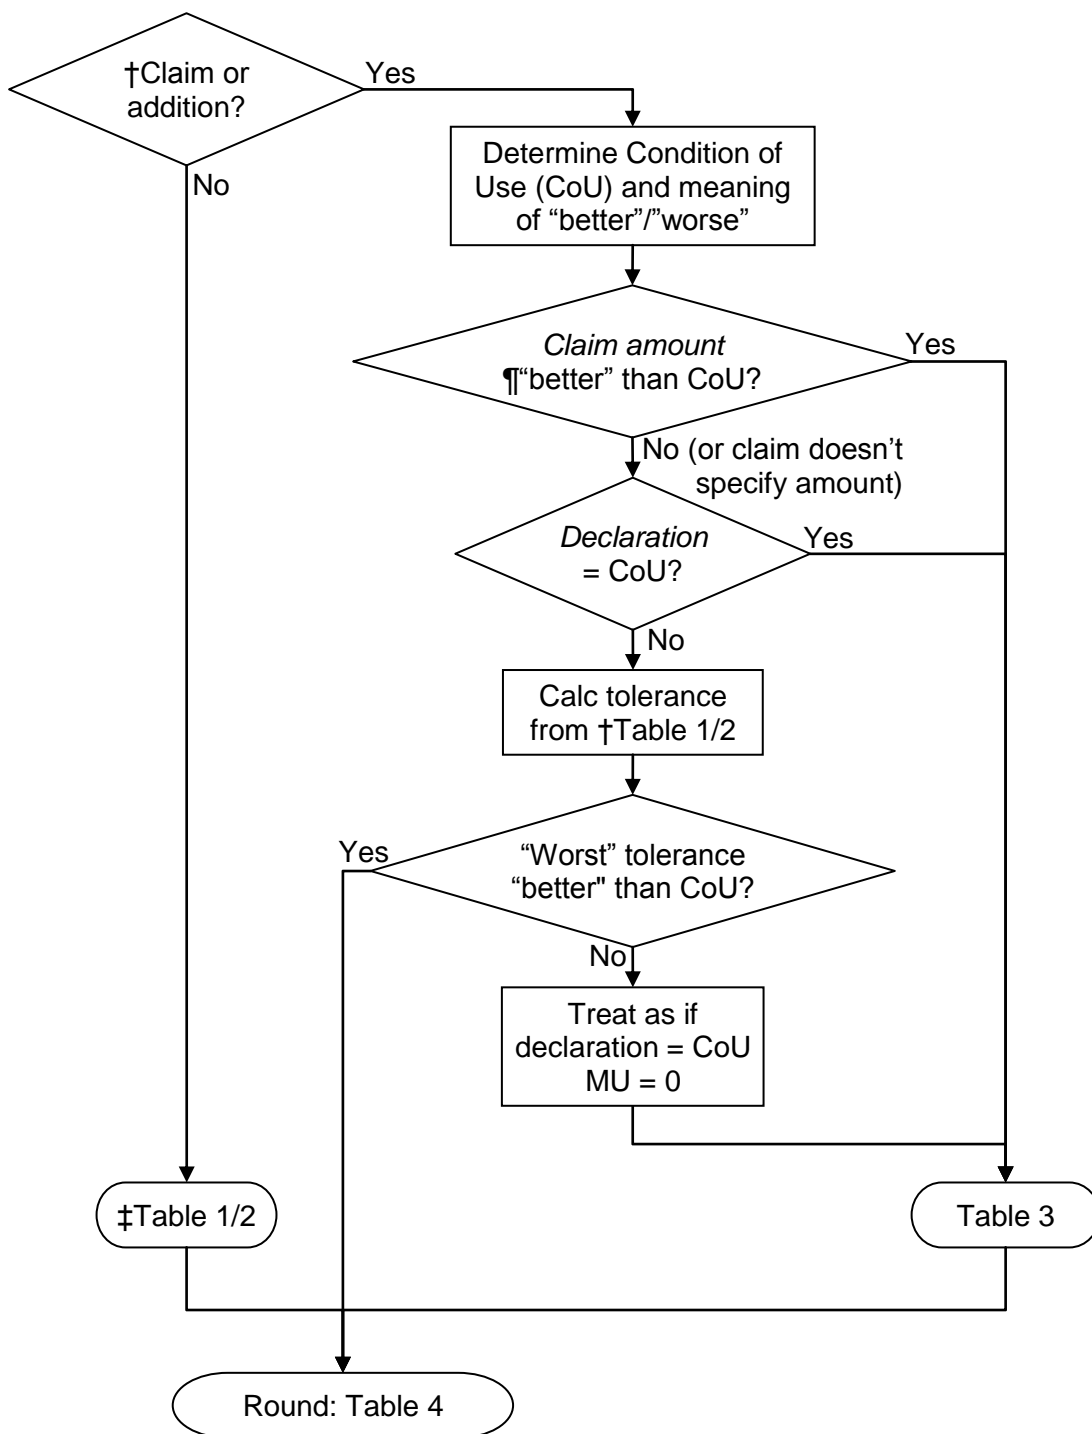 †Claim or
addition?
Yes
No
Determine Condition of
Use (CoU) and meaning
of “better”/”worse”
Claim amount
¶“better” than CoU?
Yes
No (or claim doesn’t
specify amount)
Declaration
= CoU?
Yes
No
Calc tolerance
from †Table 1/2
“Worst” tolerance
“better" than CoU?
Yes
No
Treat as if
declaration = CoU
MU = 0
‡Table 1/2
Table 3
Round: Table 4